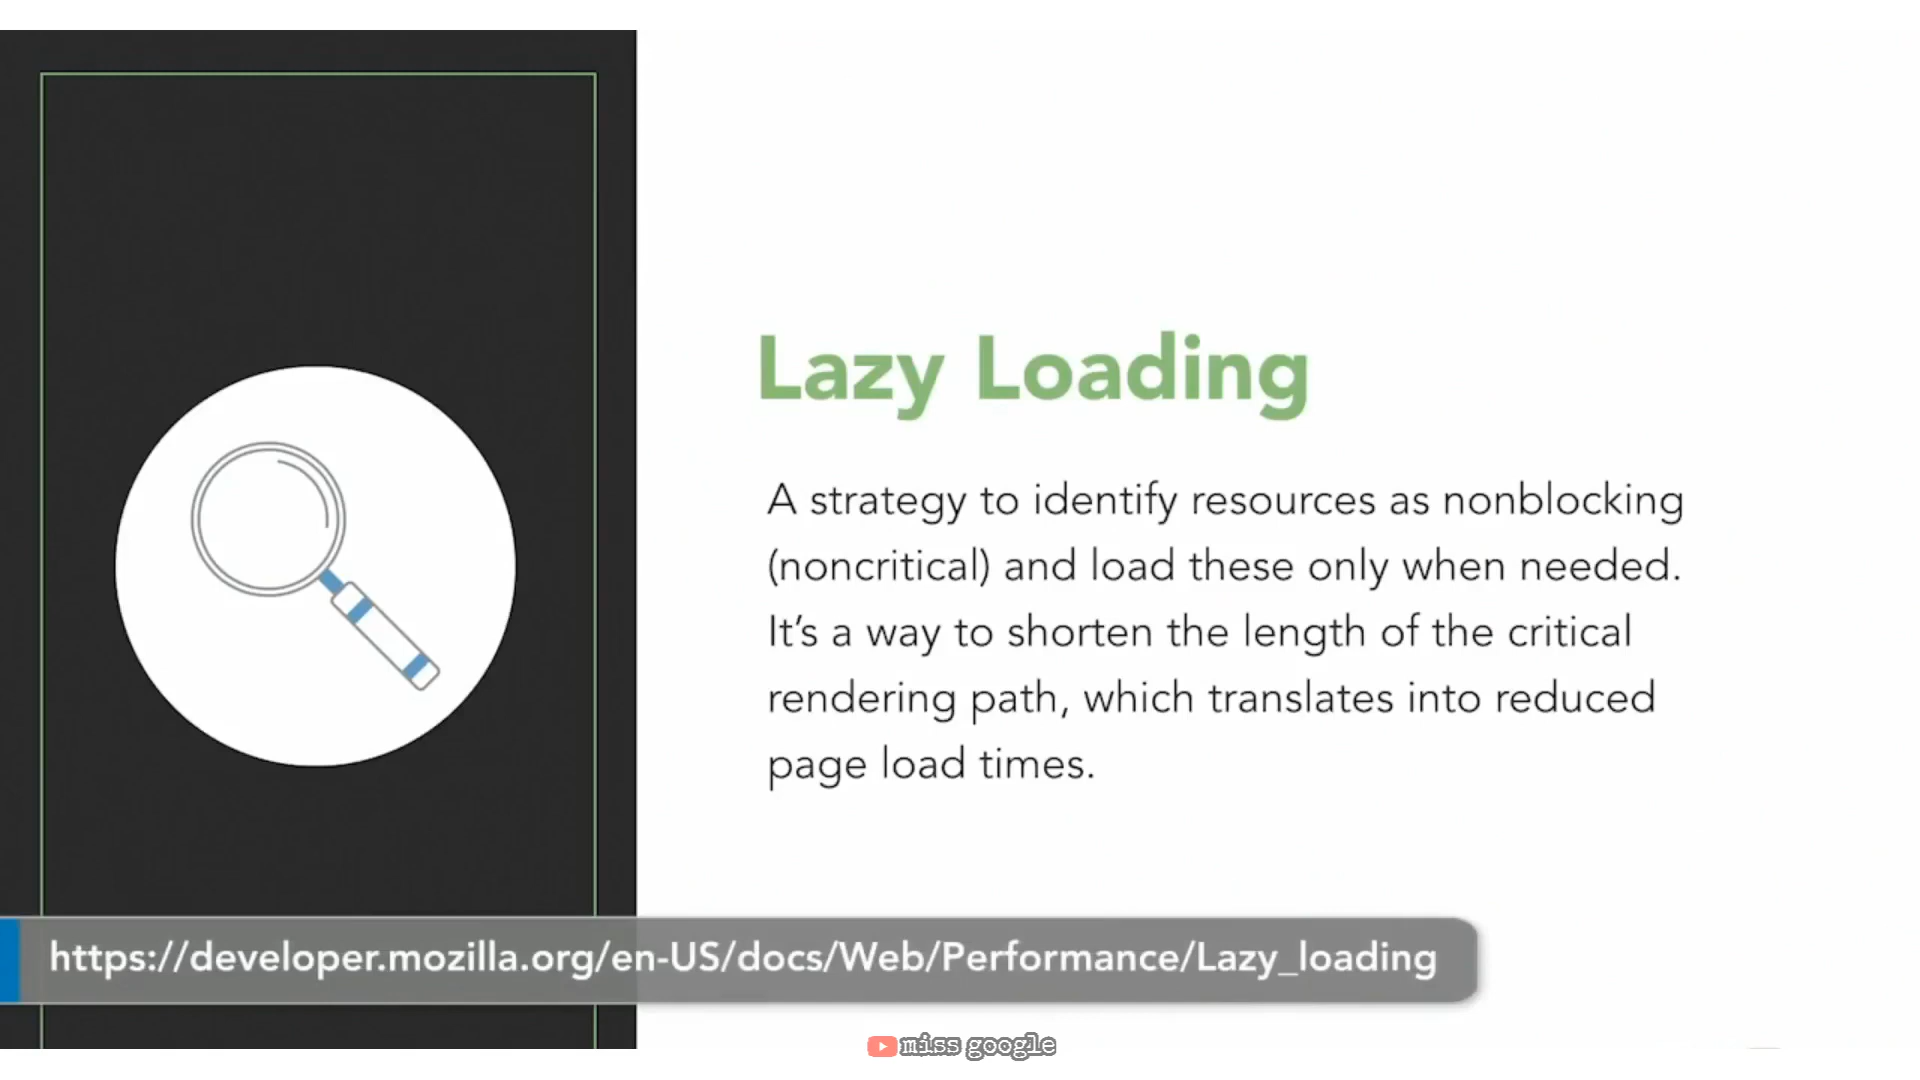 Lazy Loading
A strategy to identify resources as nonblocking
(noncritical) and load these only when needed.
It’s a way to shorten the length of the critical
rendering path, which translates into reduced
page load times.
https://developer.mozilla.org/en-US/docs/Web/Performance/Lazy_loading
miss google